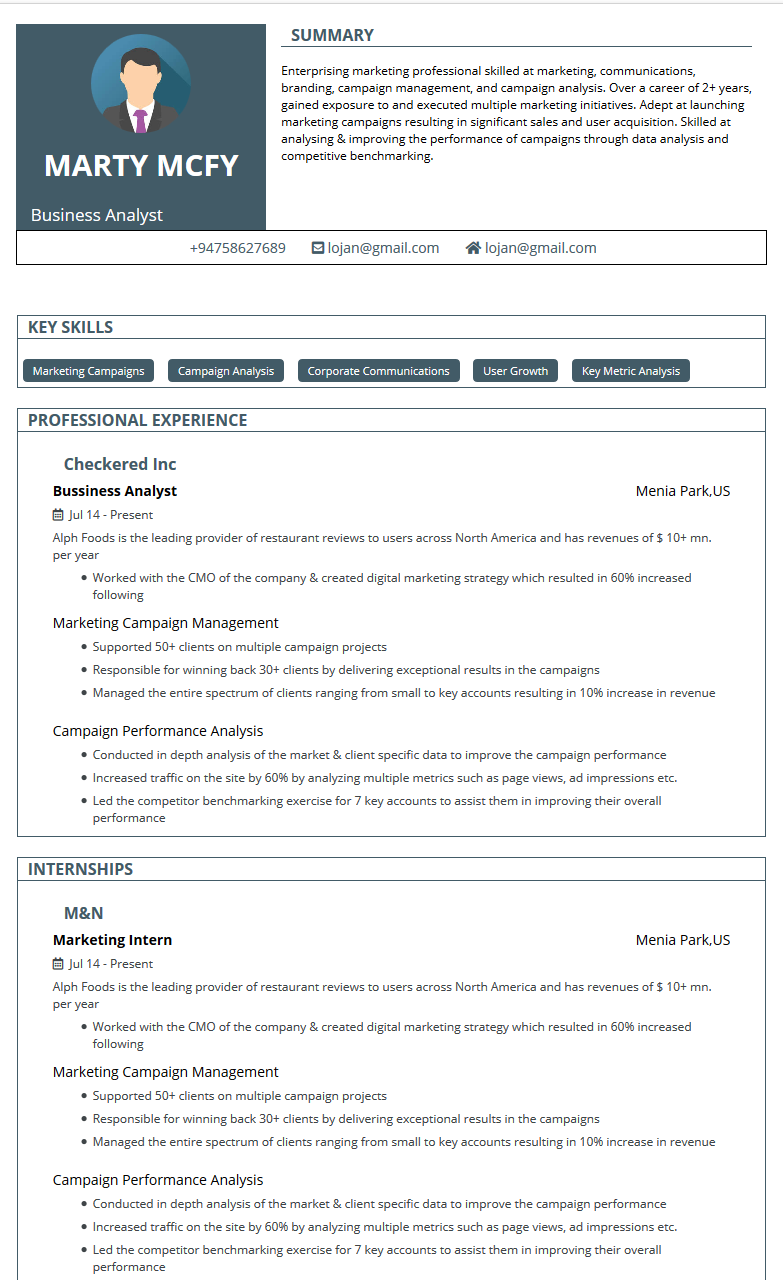 MARTY MCFY
Business Analyst
SUMMARY
Enterprising marketing professional skilled at marketing, communications,
branding, campaign management, and campaign analysis. Over a career of 2+ years,
gained exposure to and executed multiple marketing initiatives. Adept at launching
marketing campaigns resulting in significant sales and user acquisition. Skilled at
analysing & improving the performance of campaigns through data analysis and
competitive benchmarking.
+94758627689 lojan@gmail.com lojan@gmail.com
KEY SKILLS
Marketing Campaigns Campaign Analysis Corporate Communications User Growth Key Metric Analysis
PROFESSIONAL EXPERIENCE
Checkered Inc
Bussiness Analyst Menia Park,US
Jul 14 - Present
Alph Foods is the leading provider of restaurant reviews to users across North America and has revenues of $ 10+ mn.
per year
• Worked with the CMO of the company & created digital marketing strategy which resulted in 60% increased
following
Marketing Campaign Management
• Supported 50+ clients on multiple campaign projects
• Responsible for winning back 30+ clients by delivering exceptional results in the campaigns
• Managed the entire spectrum of clients ranging from small to key accounts resulting in 10% increase in revenue
Campaign Performance Analysis
• Conducted in depth analysis of the market & client specific data to improve the campaign performance
• Increased traffic on the site by 60% by analyzing multiple metrics such as page views, ad impressions etc.
• Led the competitor benchmarking exercise for 7 key accounts to assist them in improving their overall
performance
INTERNSHIPS
M&N
Marketing Intern Menia Park,US
Jul 14 - Present
Alph Foods is the leading provider of restaurant reviews to users across North America and has revenues of $ 10+ mn.
per year
• Worked with the CMO of the company & created digital marketing strategy which resulted in 60% increased
following
Marketing Campaign Management
• Supported 50+ clients on multiple campaign projects
• Responsible for winning back 30+ clients by delivering exceptional results in the campaigns
• Managed the entire spectrum of clients ranging from small to key accounts resulting in 10% increase in revenue
Campaign Performance Analysis
• Conducted in depth analysis of the market & client specific data to improve the campaign performance
• Increased traffic on the site by 60% by analyzing multiple metrics such as page views, ad impressions etc.
• Led the competitor benchmarking exercise for 7 key accounts to assist them in improving their overall
performance